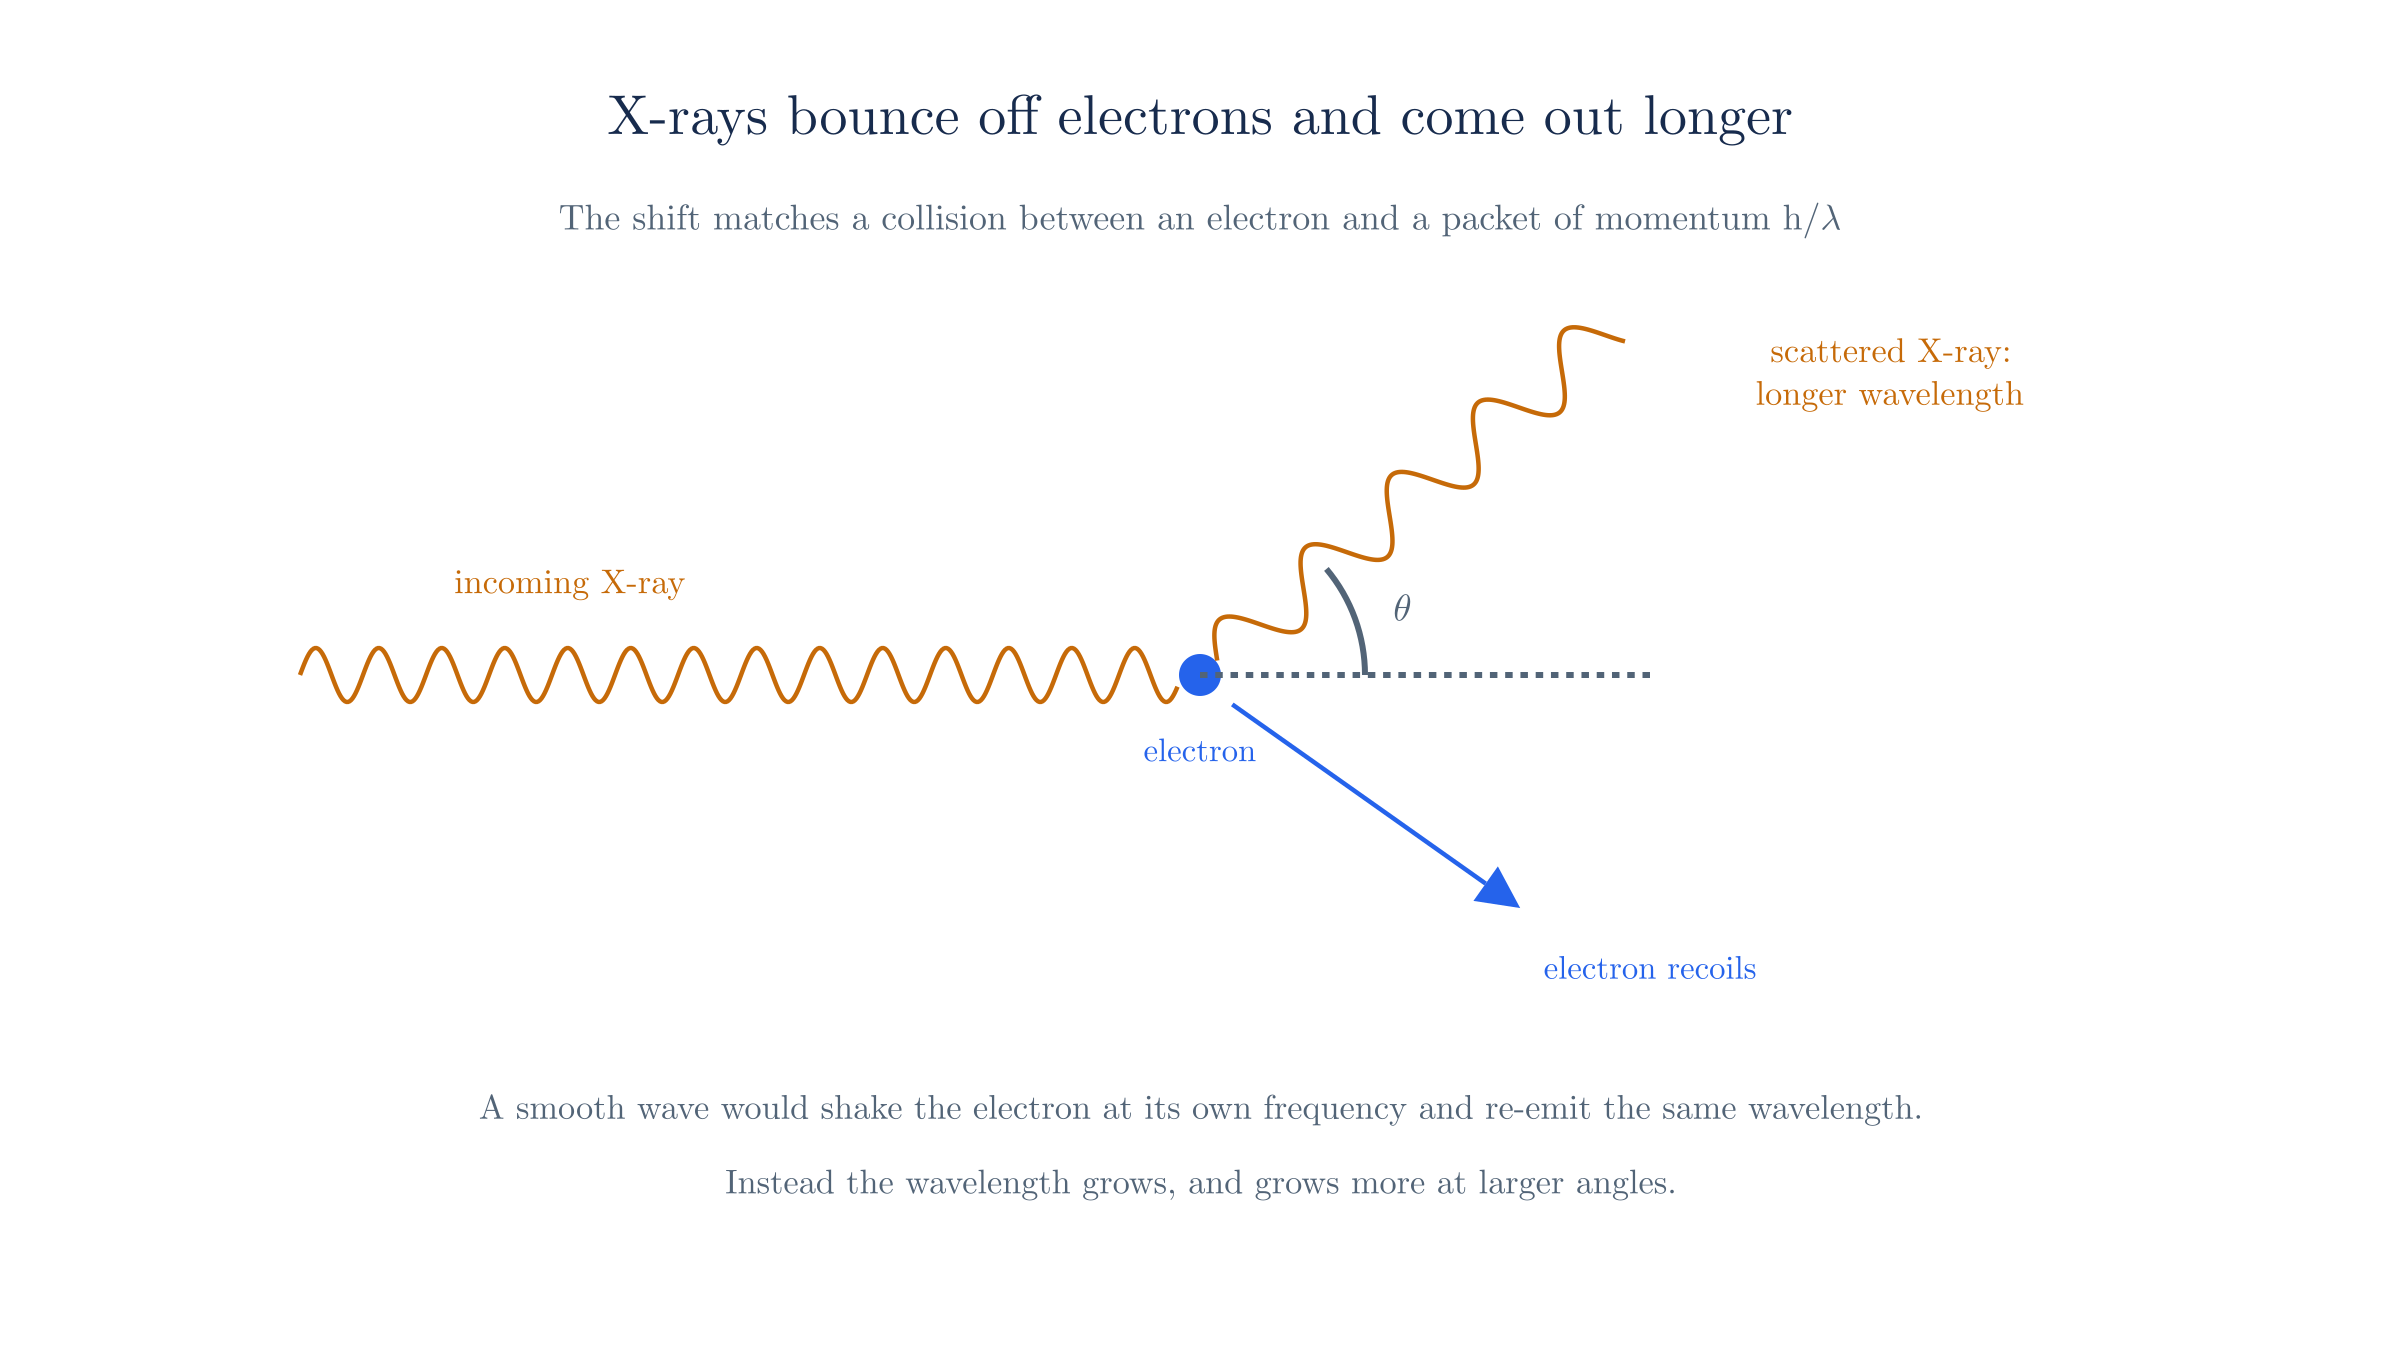 X-rays bounce off electrons and come out longer
The shift matches a collision between an electron and a packet of momentum h/λ
scattered X-ray:
longer wavelength
incoming X-ray
θ
electron
electron recoils
A smooth wave would shake the electron at its own frequency and re-emit the same wavelength.
Instead the wavelength grows, and grows more at larger angles.